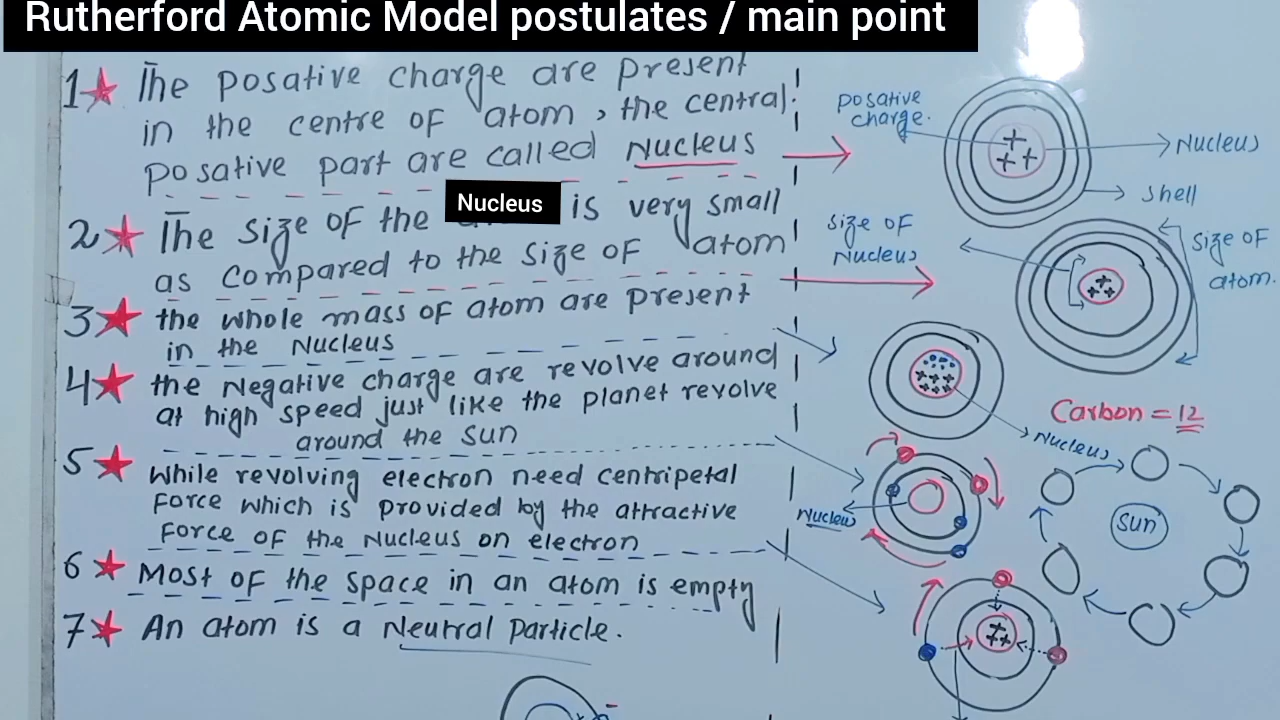 Rutherford Atomic Model postulates / main point
1 The posative charge are present
in the centre of atom, the central
posative part are called Nucleus
2 The size of the Nucleus is very small
as compared to the size of atom
3 the whole mass of atom are present
in the Nucleus
4 the Negative charge are revolve around
at high speed just like the planet revolve
around the sun
5 While revolving electron need centripetal
force which is provided by the attractive
force of the Nucleus on electron
6 Most of the space in an atom is empty
7 An atom is a Neutral Particle.
posative
charge.
+
+ +
Nucleus
Shell
size of
Nucleus
size of
atom.
Carbon = 12
Nucleus
Nucleus
Sun